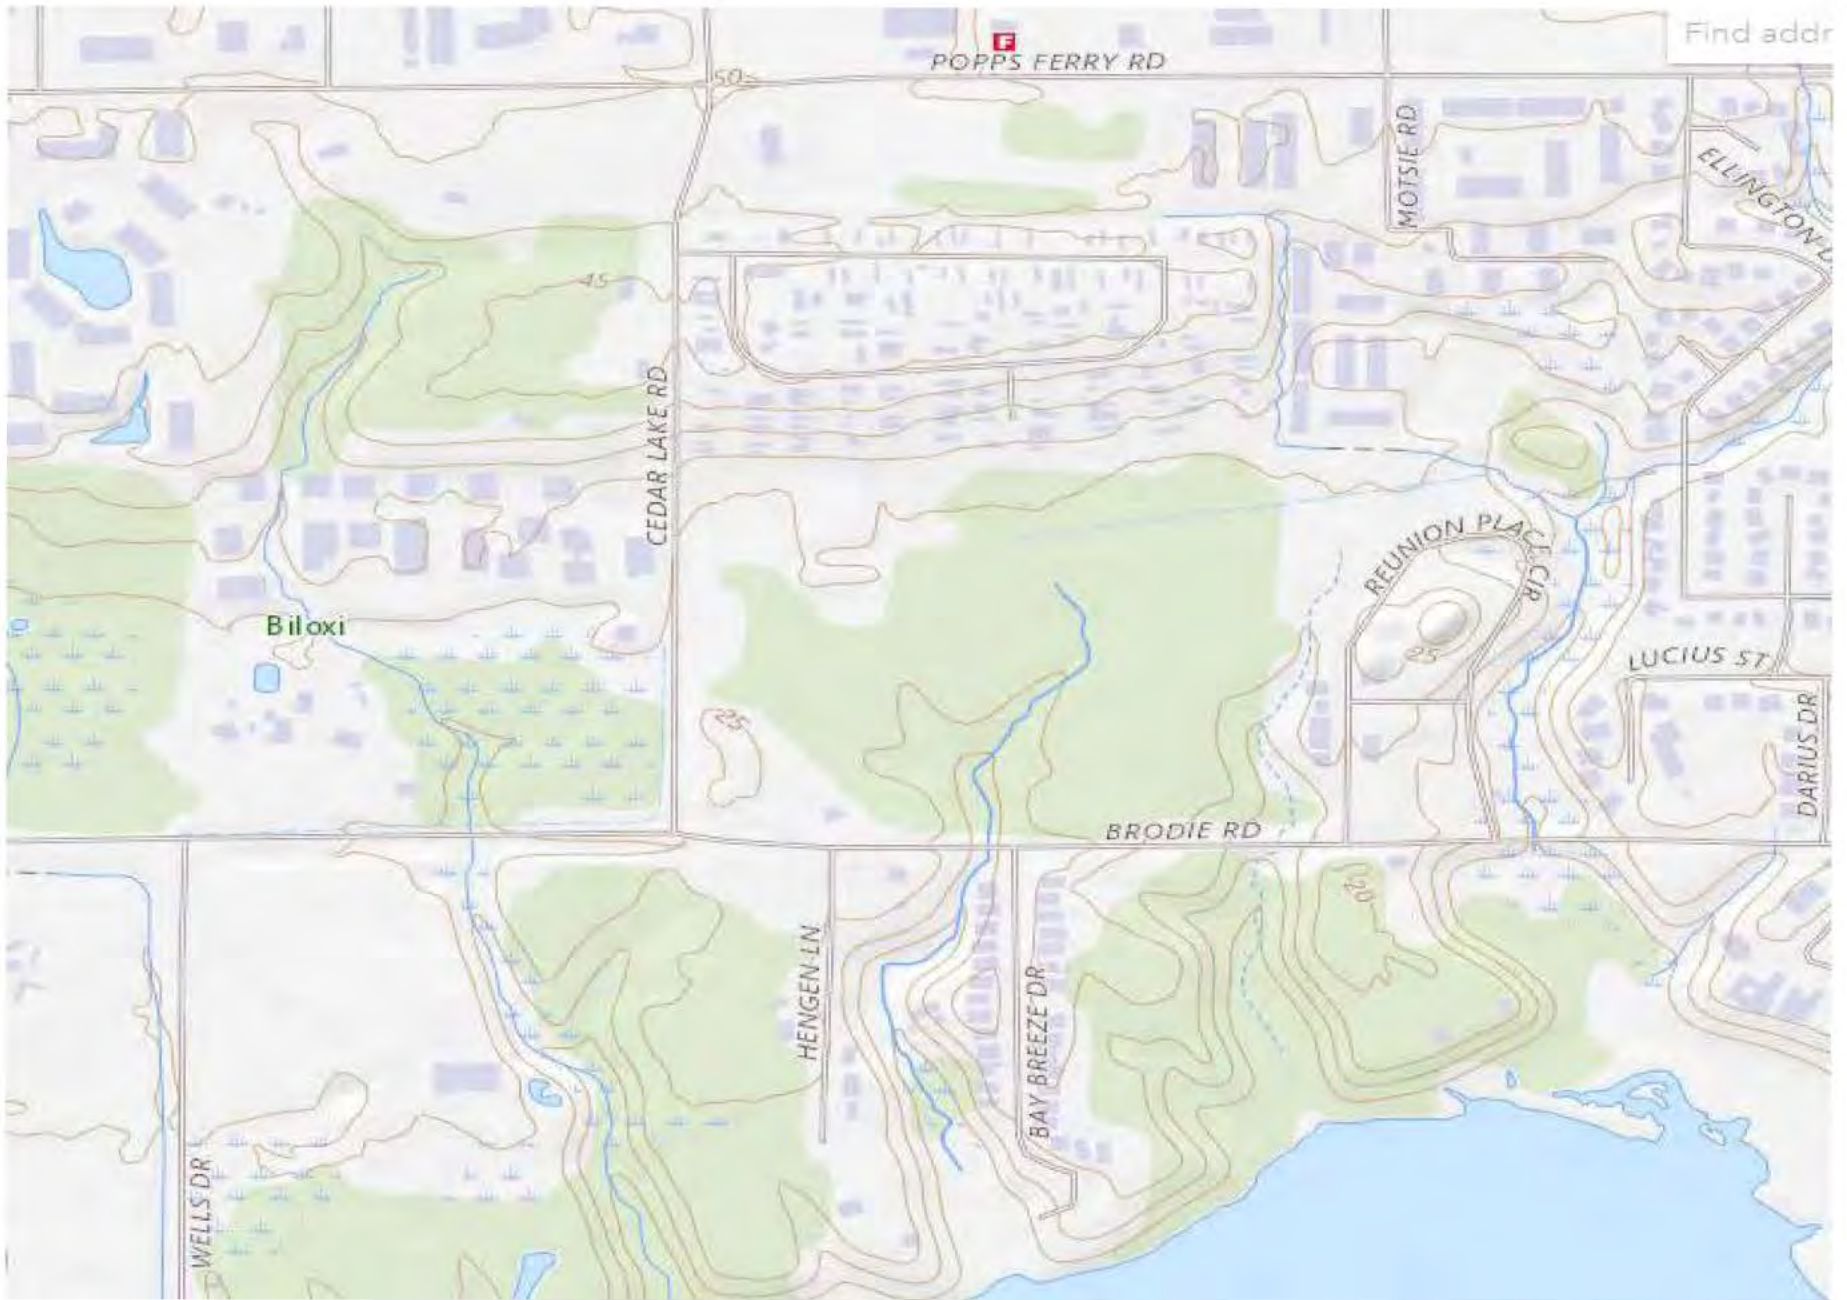 Find addr
F
POPPS FERRY RD
50
MOTSIE RD
ELLINGTON
45
CEDAR LAKE RD
REUNION PLACE CIR
Biloxi
25
LUCIUS ST
25
DARIUS DR
BRODIE RD
20
HENGEN LN
BAY BREEZE DR
WELLS DR